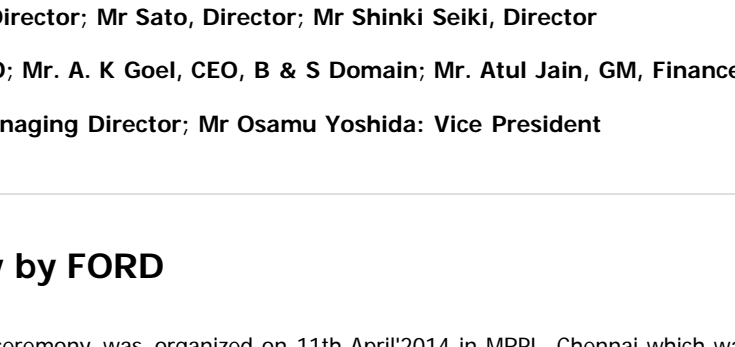 Director; Mr Sato, Director; Mr Shinki Seiki, Director
; Mr. A. K Goel, CEO, B & S Domain; Mr. Atul Jain, GM, Finance
naging Director; Mr Osamu Yoshida: Vice President
by FORD
ceremony was organized on 11th April'2014 in MPPL, Chennai which wa